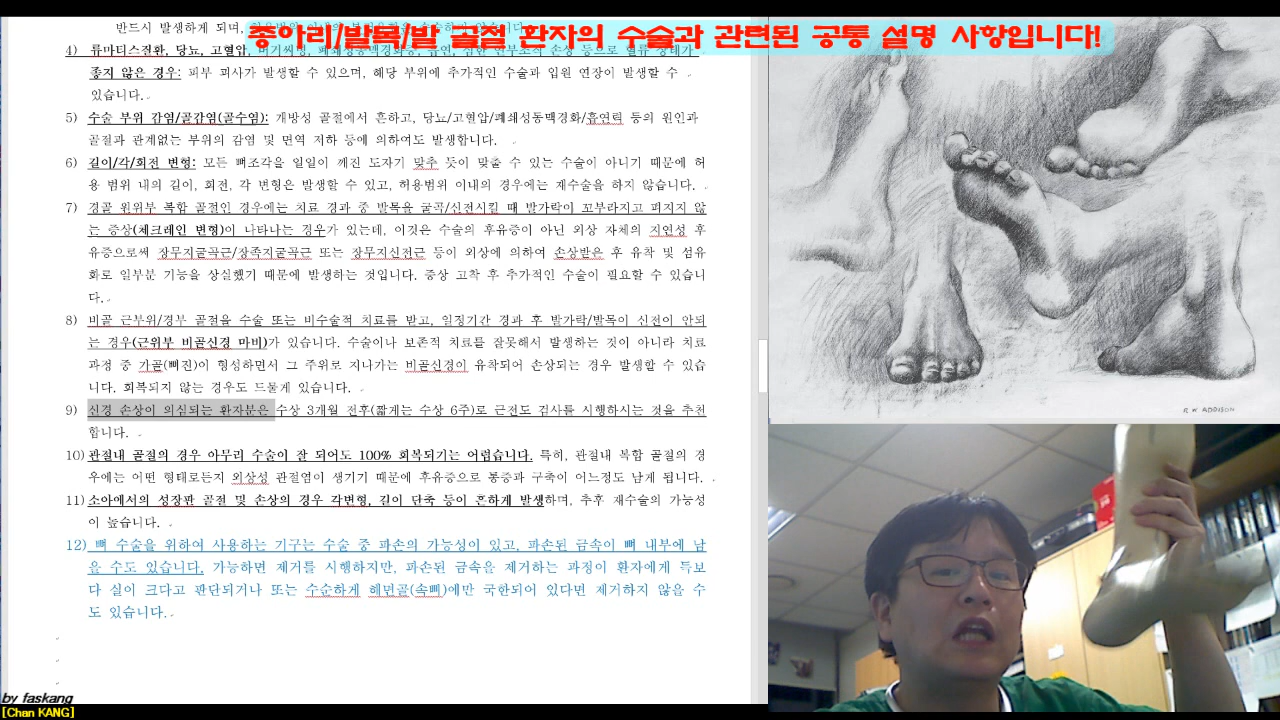 반드시 발생하게 되며,
종아리/발목/발 골절 환자의 수술과 관련된 공통 설명 사항입니다!
4) 류마티스질환, 당뇨, 고혈압, 버거씨병, 폐쇄성동맥경화증, 흡연, 심한 연부조직 손상 등으로 혈류 상태가
좋지 않은 경우: 피부 괴사가 발생할 수 있으며, 해당 부위에 추가적인 수술과 입원 연장이 발생할 수
있습니다.
5) 수술 부위 감염/골감염(골수염): 개방성 골절에서 흔하고, 당뇨/고혈압/폐쇄성동맥경화/흡연력 등의 원인과
골절과 관계없는 부위의 감염 및 면역 저하 등에 의하여도 발생합니다.
6) 길이/각/회전 변형: 모든 뼈조각을 일일이 깨진 도자기 맞추 듯이 맞출 수 있는 수술이 아니기 때문에 허
용 범위 내의 길이, 회전, 각 변형은 발생할 수 있고, 허용범위 이내의 경우에는 재수술을 하지 않습니다.
7) 경골 원위부 복합 골절인 경우에는 치료 경과 중 발목을 굴곡/신전시킬 때 발가락이 꼬부라지고 펴지지 않
는 증상(체크레인 변형)이 나타나는 경우가 있는데, 이것은 수술의 후유증이 아닌 외상 자체의 지연성 후
유증으로써 장무지굴곡근/장족지굴곡근 또는 장무지신전근 등이 외상에 의하여 손상받은 후 유착 및 섬유
화로 일부분 기능을 상실했기 때문에 발생하는 것입니다. 증상 고착 후 추가적인 수술이 필요할 수 있습니
다.
8) 비골 근부위/경부 골절을 수술 또는 비수술적 치료를 받고, 일정기간 경과 후 발가락/발목이 신전이 안되
는 경우(근위부 비골신경 마비)가 있습니다. 수술이나 보존적 치료를 잘못해서 발생하는 것이 아니라 치료
과정 중 가골(뼈진)이 형성하면서 그 주위로 지나가는 비골신경이 유착되어 손상되는 경우 발생할 수 있습
니다. 회복되지 않는 경우도 드물게 있습니다.
9) 신경 손상이 의심되는 환자분은 수상 3개월 전후(짧게는 수상 6주)로 근전도 검사를 시행하시는 것을 추천
합니다.
10) 관절내 골절의 경우 아무리 수술이 잘 되어도 100% 회복되기는 어렵습니다. 특히, 관절내 복합 골절의 경
우에는 어떤 형태로든지 외상성 관절염이 생기기 때문에 후유증으로 통증과 구축이 어느정도 남게 됩니다.
11) 소아에서의 성장판 골절 및 손상의 경우 각변형, 길이 단축 등이 흔하게 발생하며, 추후 재수술의 가능성
이 높습니다.
12) 뼈 수술을 위하여 사용하는 기구는 수술 중 파손의 가능성이 있고, 파손된 금속이 뼈 내부에 남
을 수도 있습니다. 가능하면 제거를 시행하지만, 파손된 금속을 제거하는 과정이 환자에게 득보
다 실이 크다고 판단되거나 또는 수순하게 해면골(속뼈)에만 국한되어 있다면 제거하지 않을 수
도 있습니다.
R W ADDISON
by faskang
[Chan KANG]